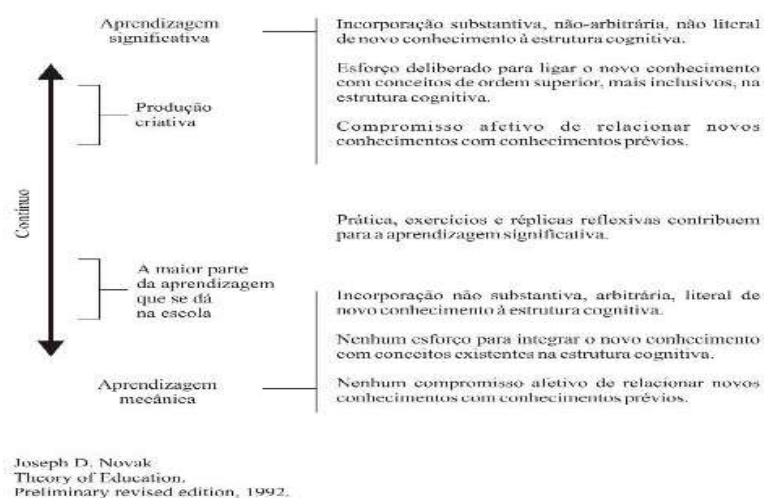 Aprendizagem
significativa
Incorporação substantiva, não-arbitrária, não literal
de novo conhecimento à estrutura cognitiva.
Esforço deliberado para ligar o novo conhecimento
com conceitos de ordem superior, mais inclusivos, na
estrutura cognitiva.
Produção
criativa
Compromisso afetivo de relacionar novos
conhecimentos com conhecimentos prévios.
Contínuo
Prática, exercícios e réplicas reflexivas contribuem
para a aprendizagem significativa.
A maior parte
da aprendizagem
que se dá
na escola
Incorporação não substantiva, arbitrária, literal de
novo conhecimento à estrutura cognitiva.
Nenhum esforço para integrar o novo conhecimento
com conceitos existentes na estrutura cognitiva.
Aprendizagem
mecânica
Nenhum compromisso afetivo de relacionar novos
conhecimentos com conhecimentos prévios.
Joseph D. Novak
Theory of Education.
Preliminary revised edition, 1992.